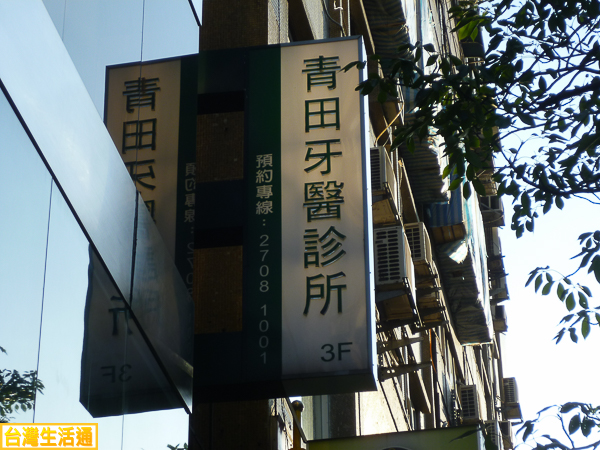 青田牙醫診所
3F
預約專線：2708 1001
台灣生活通